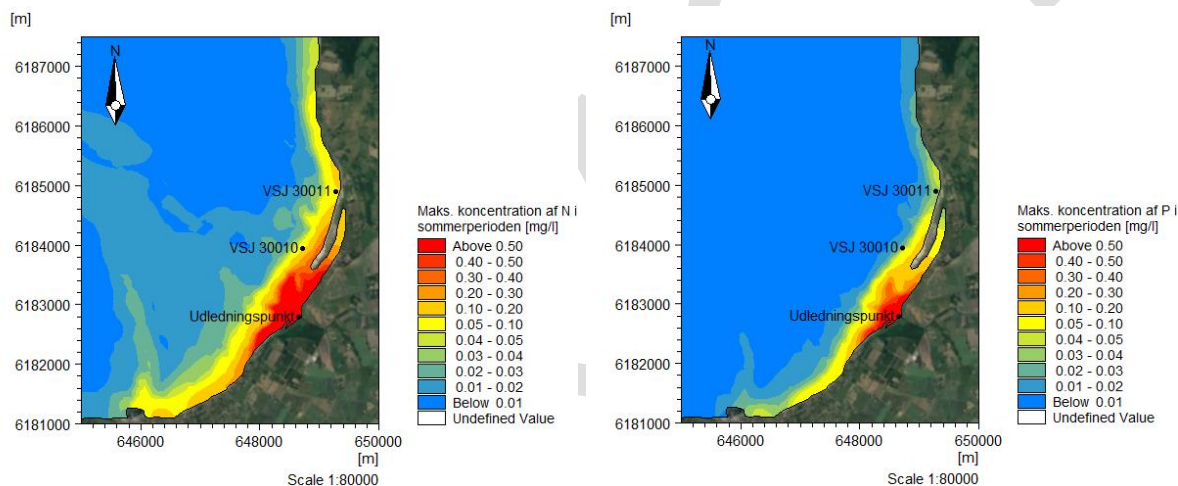 [m]
N
6187000
6186000
6185000
6184000
6183000
6182000
6181000
VSJ 30011
VSJ 30010
Udledningspunkt
646000
648000
650000
[m]
Scale 1:80000
Maks. koncentration af N i
sommerperioden [mg/l]
Above 0.50
0.40 - 0.50
0.30 - 0.40
0.20 - 0.30
0.10 - 0.20
0.05 - 0.10
0.04 - 0.05
0.03 - 0.04
0.02 - 0.03
0.01 - 0.02
Below 0.01
Undefined Value
[m]
N
6187000
6186000
6185000
6184000
6183000
6182000
6181000
VSJ 30011
VSJ 30010
Udledningspunkt
646000
648000
650000
[m]
Scale 1:80000
Maks. koncentration af P i
sommerperioden [mg/l]
Above 0.50
0.40 - 0.50
0.30 - 0.40
0.20 - 0.30
0.10 - 0.20
0.05 - 0.10
0.04 - 0.05
0.03 - 0.04
0.02 - 0.03
0.01 - 0.02
Below 0.01
Undefined Value